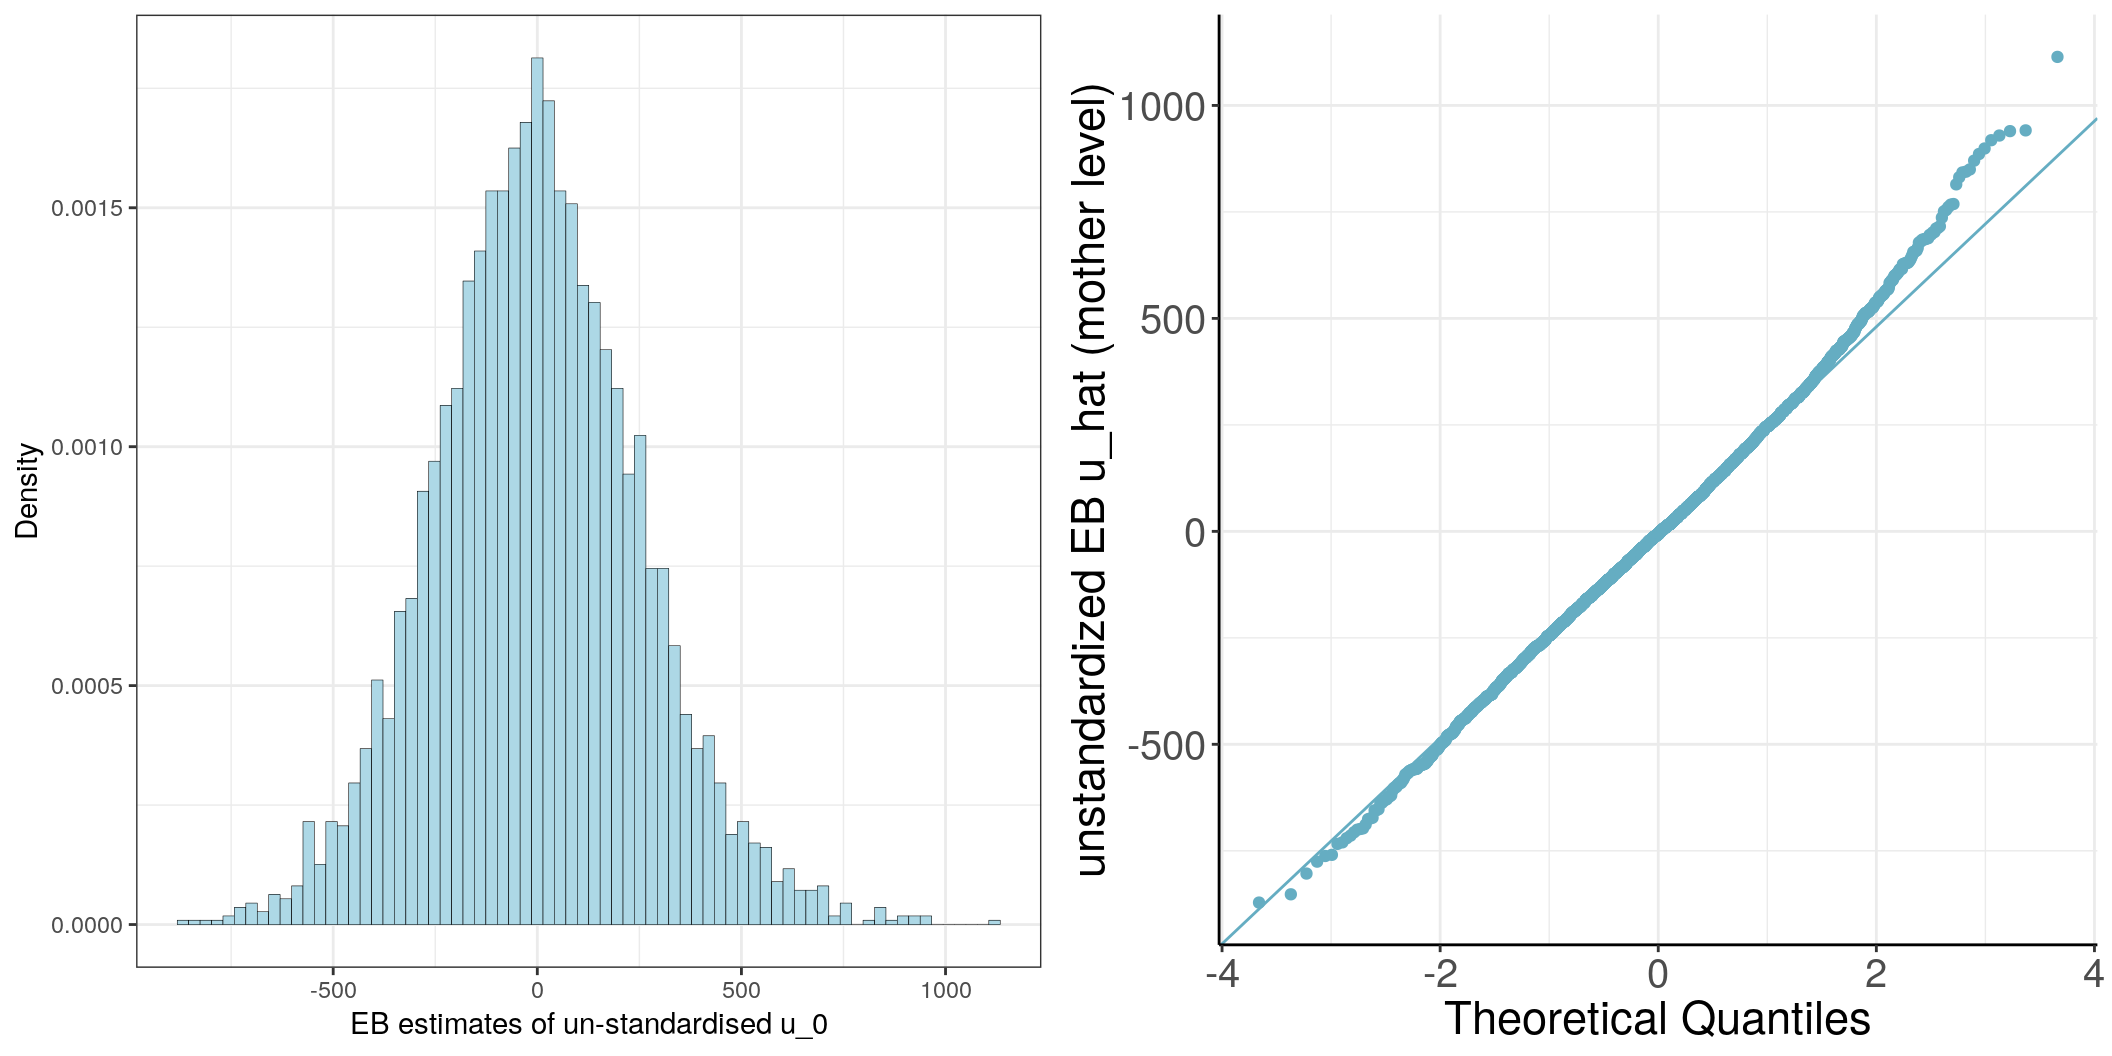 Density
0.0015
0.0010
0.0005
0.0000
-500 0 500 1000
EB estimates of un-standardised u_0
unstandardized EB u_hat (mother level)
1000
500
0
-500
-4 -2 0 2 4
Theoretical Quantiles